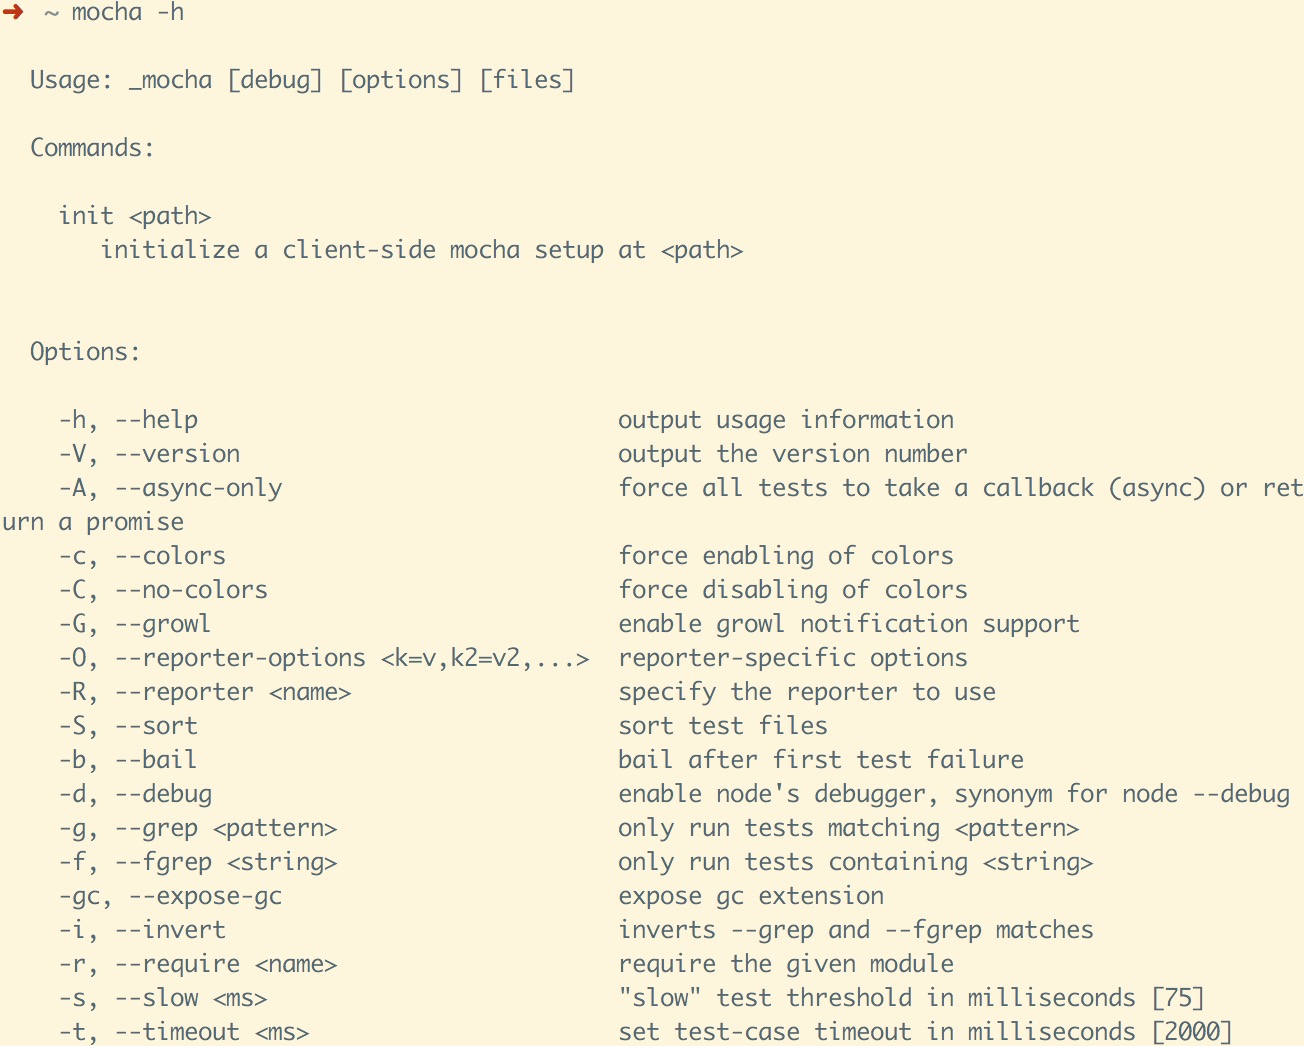 ➜ ~ mocha -h
Usage: _mocha [debug] [options] [files]
Commands:
init <path>
initialize a client-side mocha setup at <path>
Options:
-h, --help output usage information
-V, --version output the version number
-A, --async-only force all tests to take a callback (async) or ret
urn a promise
-c, --colors force enabling of colors
-C, --no-colors force disabling of colors
-G, --growl enable growl notification support
-O, --reporter-options <k=v,k2=v2,...> reporter-specific options
-R, --reporter <name> specify the reporter to use
-S, --sort sort test files
-b, --bail bail after first test failure
-d, --debug enable node's debugger, synonym for node --debug
-g, --grep <pattern> only run tests matching <pattern>
-f, --fgrep <string> only run tests containing <string>
-gc, --expose-gc expose gc extension
-i, --invert inverts --grep and --fgrep matches
-r, --require <name> require the given module
-s, --slow <ms> "slow" test threshold in milliseconds [75]
-t, --timeout <ms> set test-case timeout in milliseconds [2000]